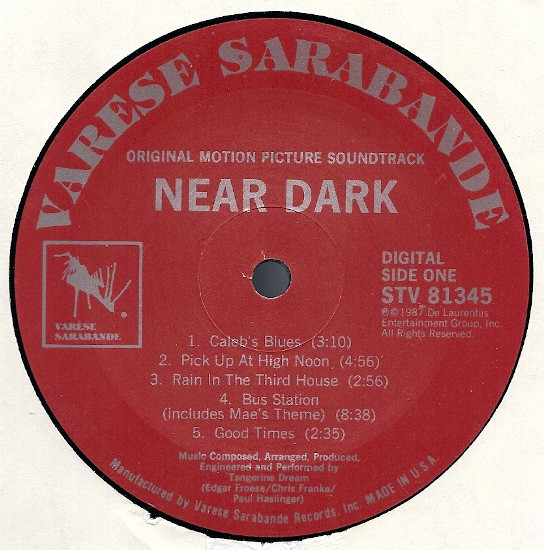 VARESE SARABANDE
ORIGINAL MOTION PICTURE SOUNDTRACK
NEAR DARK
VARÈSE
SARABANDE
DIGITAL
SIDE ONE
STV 81345
℗©1987 De Laurentiis
Entertainment Group, Inc.
All Rights Reserved.
1. Caleb's Blues (3:10)
2. Pick Up At High Noon (4:56)
3. Rain In The Third House (2:56)
4. Bus Station
(includes Mae's Theme) (8:38)
5. Good Times (2:35)
Music Composed, Arranged, Produced,
Engineered and Performed by
Tangerine Dream
(Edgar Froese/Chris Franke/
Paul Haslinger)
Manufactured by Varese Sarabande Records, Inc. MADE IN U.S.A.